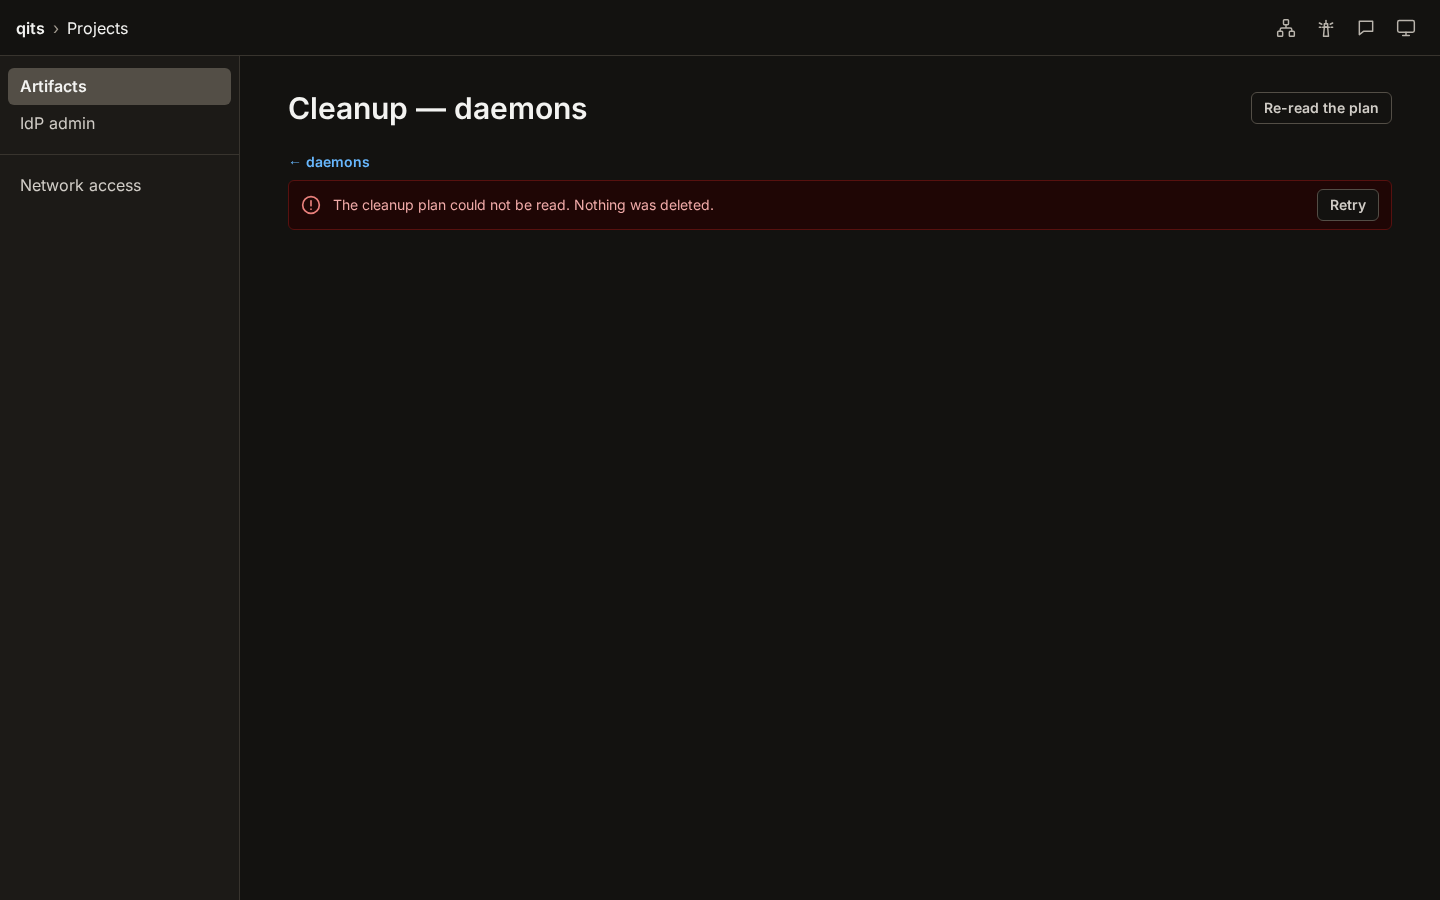 qits › Projects
Artifacts
IdP admin
Network access
Cleanup — daemons
Re-read the plan
← daemons
The cleanup plan could not be read. Nothing was deleted.
Retry